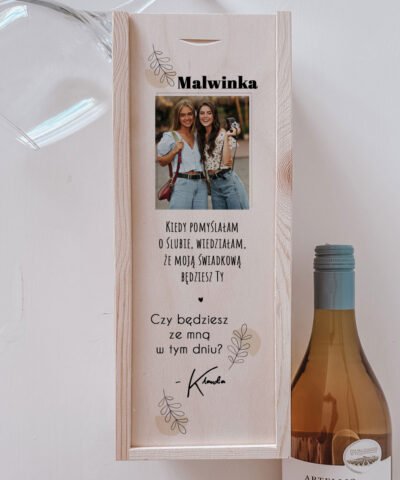 Malwinka
KIEDY POMYŚLAŁAM
O ŚLUBIE, WIEDZIAŁAM,
ŻE MOJĄ ŚWIADKOWĄ
BĘDZIESZ TY
Czy będziesz
ze mną
w tym dniu?
- Klaudia